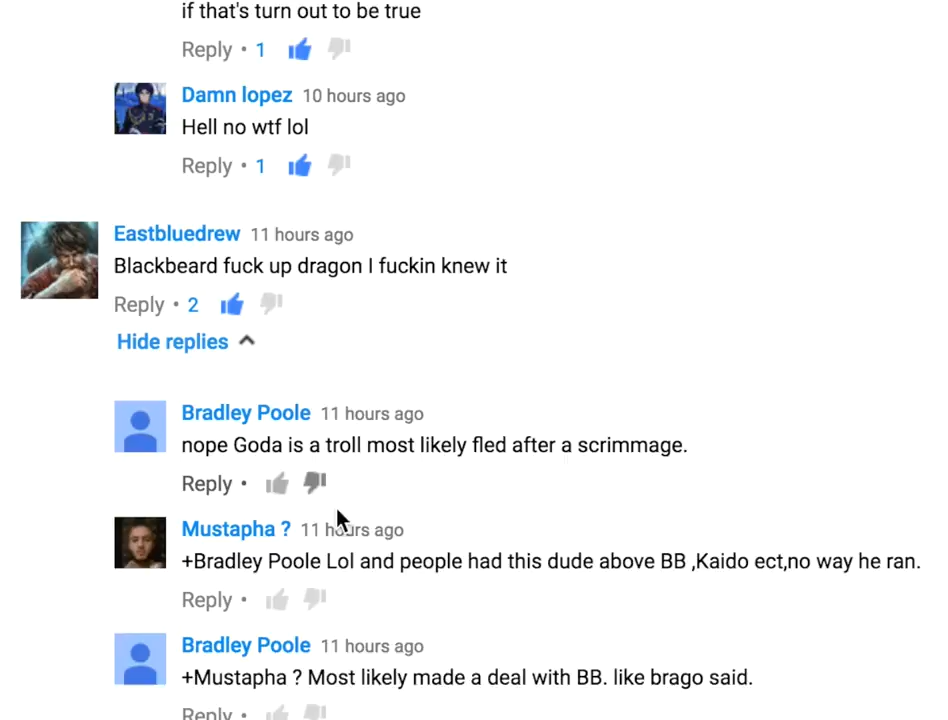 if that's turn out to be true
Reply • 1
Damn lopez 10 hours ago
Hell no wtf lol
Reply • 1
Eastbluedrew 11 hours ago
Blackbeard fuck up dragon I fuckin knew it
Reply • 2
Hide replies
Bradley Poole 11 hours ago
nope Goda is a troll most likely fled after a scrimmage.
Reply •
Mustapha ? 11 hours ago
+Bradley Poole Lol and people had this dude above BB ,Kaido ect,no way he ran.
Reply •
Bradley Poole 11 hours ago
+Mustapha ? Most likely made a deal with BB. like brago said.
Reply •